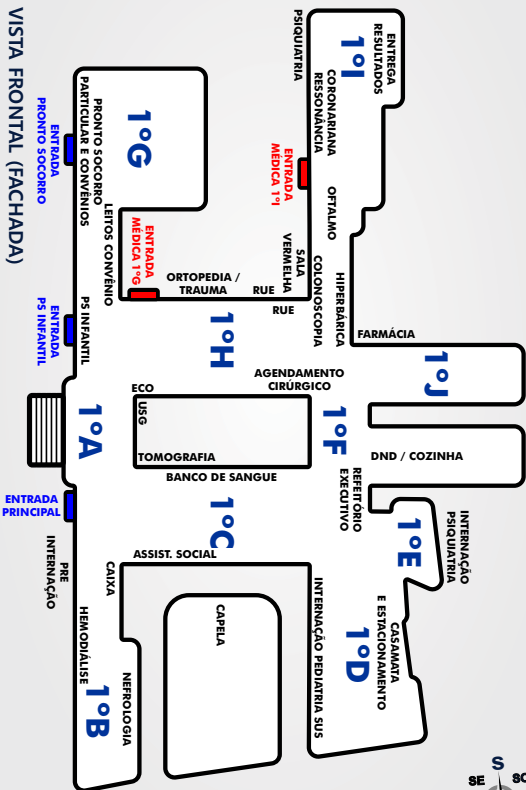 VISTA FRONTAL (FACHADA)
ENTREGA
RESULTADOS
1ºI
PSIQUIATRIA
CORONARIANA
RESSONÂNCIA
ENTRADA
MÉDICA 1ºI
OFTALMO
SALA
VERMELHA
COLONOSCOPIA
HIPERBÁRICA
1ºG
PRONTO SOCORRO
PARTICULAR E CONVÊNIOS
ENTRADA
PRONTO SOCORRO
LEITOS CONVÊNIO
ENTRADA
MÉDICA 1ºG
ORTOPEDIA /
TRAUMA
RUE
RUE
PS INFANTIL
ENTRADA
PS INFANTIL
1ºH
FARMÁCIA
1ºJ
AGENDAMENTO
CIRÚRGICO
ECO
USG
TOMOGRAFIA
1ºA
1ºF
DND / COZINHA
BANCO DE SANGUE
REFEITÓRIO
EXECUTIVO
ENTRADA
PRINCIPAL
1ºC
1ºE
INTERNAÇÃO
PSIQUIATRIA
PRE
INTERNAÇÃO
CAIXA
ASSIST. SOCIAL
HEMODIÁLISE
CAPELA
INTERNAÇÃO PEDIATRIA SUS
1ºD
CASAMATA
E ESTACIONAMENTO
1ºB
NEFROLOGIA
S
SE
SO